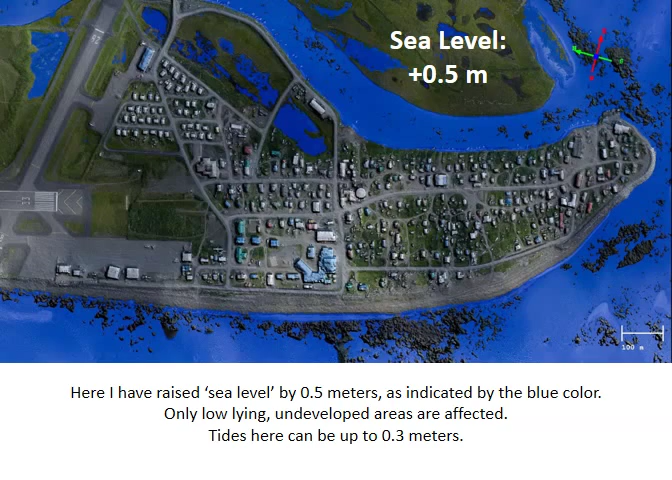 Sea Level:
+0.5 m
100 m
Here I have raised ‘sea level’ by 0.5 meters, as indicated by the blue color.
Only low lying, undeveloped areas are affected.
Tides here can be up to 0.3 meters.